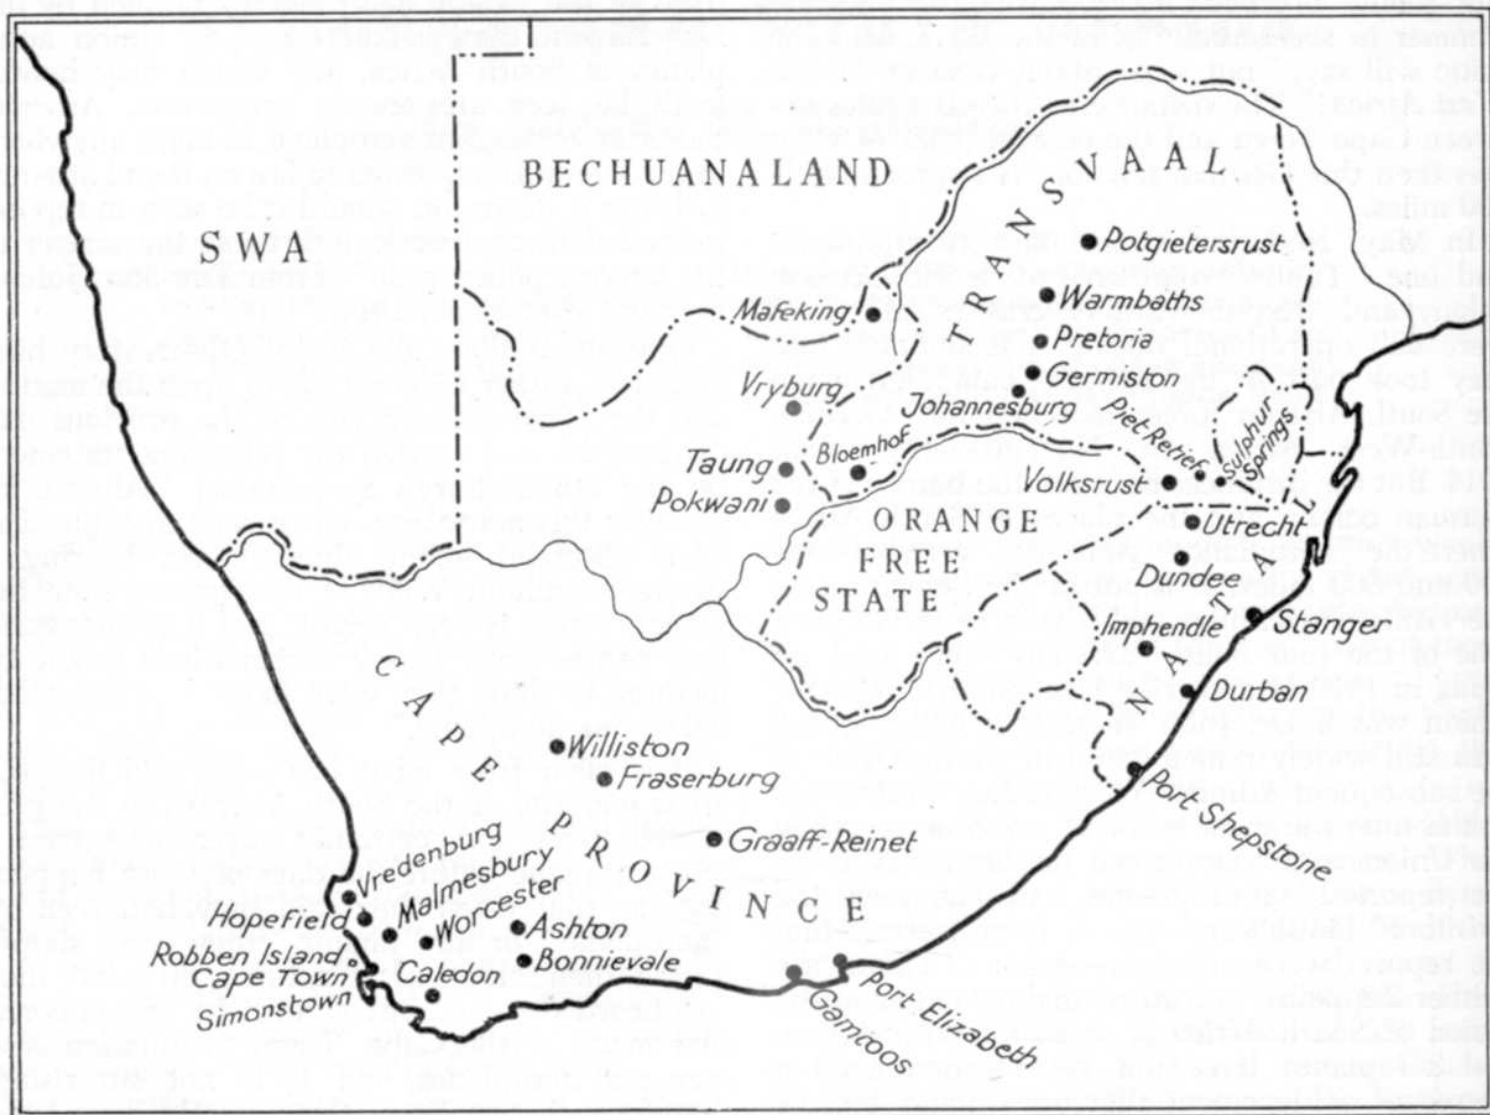 BECHUANALAND
SWA
TRANSVAAL
Potgietersrust
Warmbaths
Mafeking
Pretoria
Germiston
Johannesburg
Vryburg
Piet Retief
Sulphur
Springs
Bloemhof
Taung
Pokwani
Volksrust
Utrecht
ORANGE
FREE
STATE
Dundee
Imphendle
Stanger
NATAL
Durban
Port Shepstone
CAPE PROVINCE
Williston
Fraserburg
Graaff-Reinet
Vredenburg
Hopefield
Malmesbury
Worcester
Ashton
Bonnievale
Robben Island
Cape Town
Simonstown
Caledon
Gamoos
Port Elizabeth